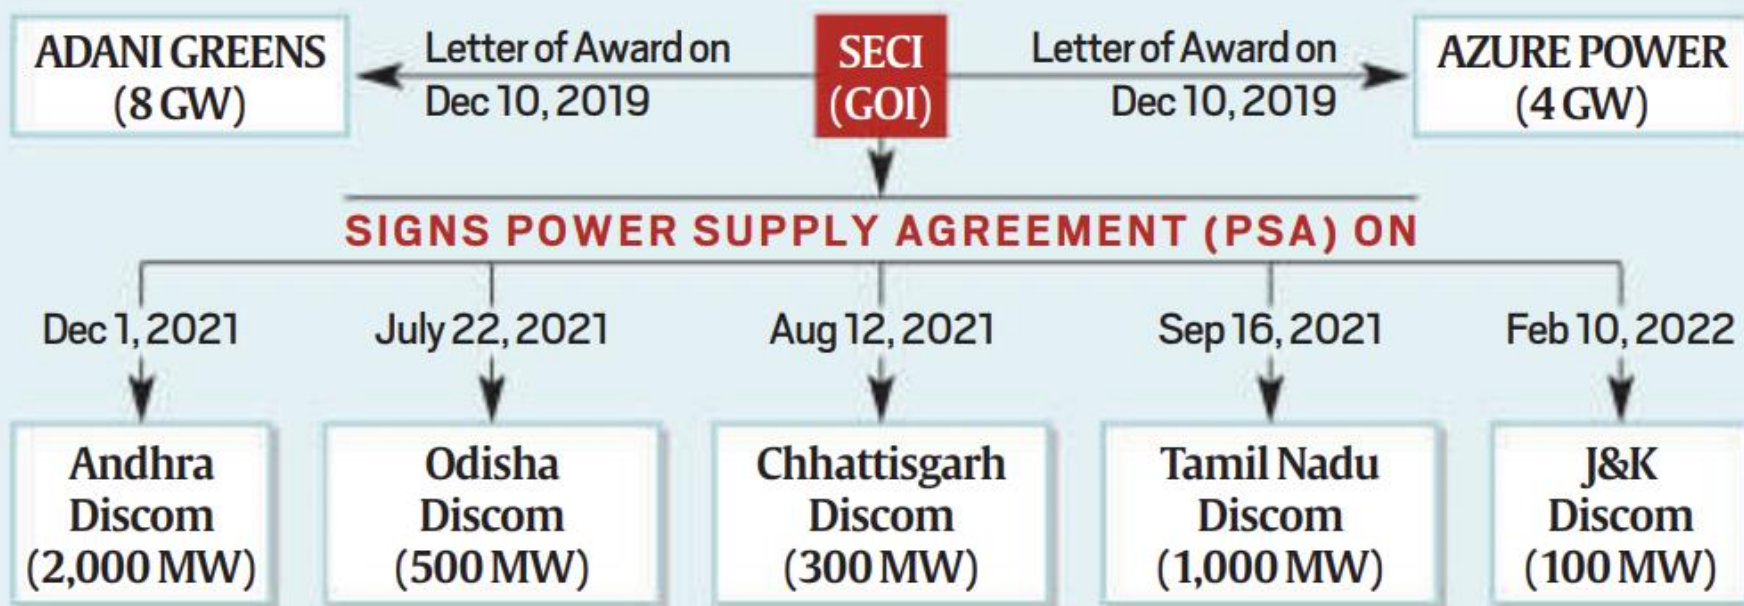 ADANI GREENS
(8 GW)
Letter of Award on
Dec 10, 2019
SECI
(GOI)
Letter of Award on
Dec 10, 2019
AZURE POWER
(4 GW)
SIGNS POWER SUPPLY AGREEMENT (PSA) ON
Dec 1, 2021
July 22, 2021
Aug 12, 2021
Sep 16, 2021
Feb 10, 2022
Andhra
Discom
(2,000 MW)
Odisha
Discom
(500 MW)
Chhattisgarh
Discom
(300 MW)
Tamil Nadu
Discom
(1,000 MW)
J&K
Discom
(100 MW)